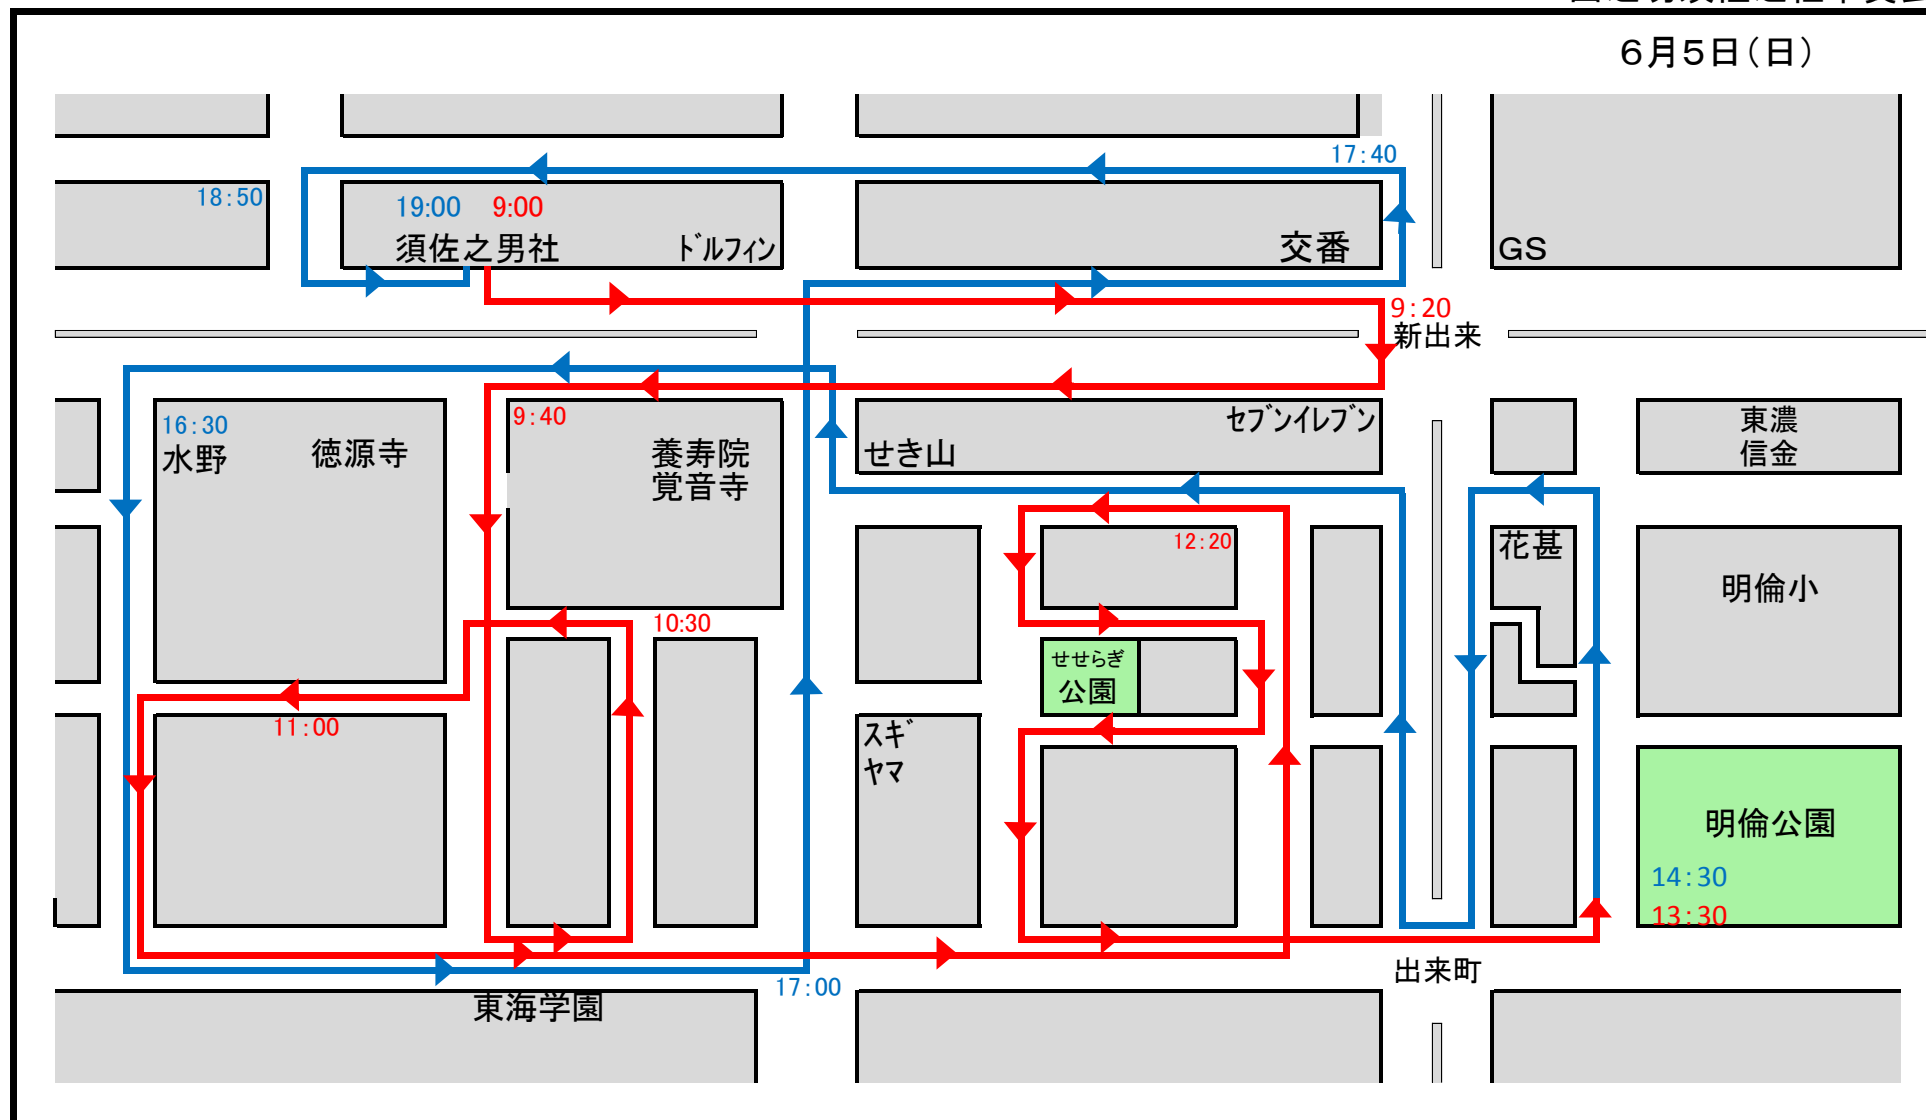 6月5日(日)
17:40
18:50
19:00 9:00
須佐之男社
ドルフィン
交番
GS
9:20
新出来
16:30
水野
徳源寺
9:40
養寿院
覚音寺
せき山
セブンイレブン
東濃
信金
12:20
花甚
明倫小
10:30
せせらぎ
公園
11:00
スギ
ヤマ
明倫公園
14:30
13:30
出来町
17:00
東海学園